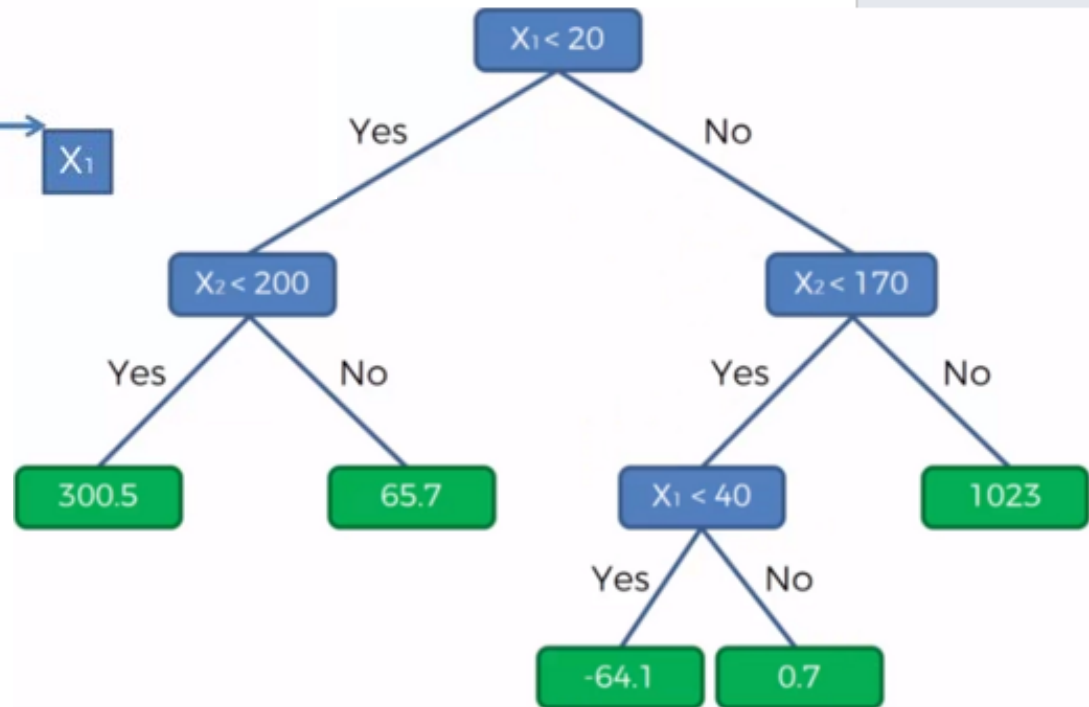 X₁ < 20
Yes
No
X₁
X₂ < 200
X₂ < 170
Yes
No
Yes
No
300.5
65.7
X₁ < 40
1023
Yes
No
-64.1
0.7